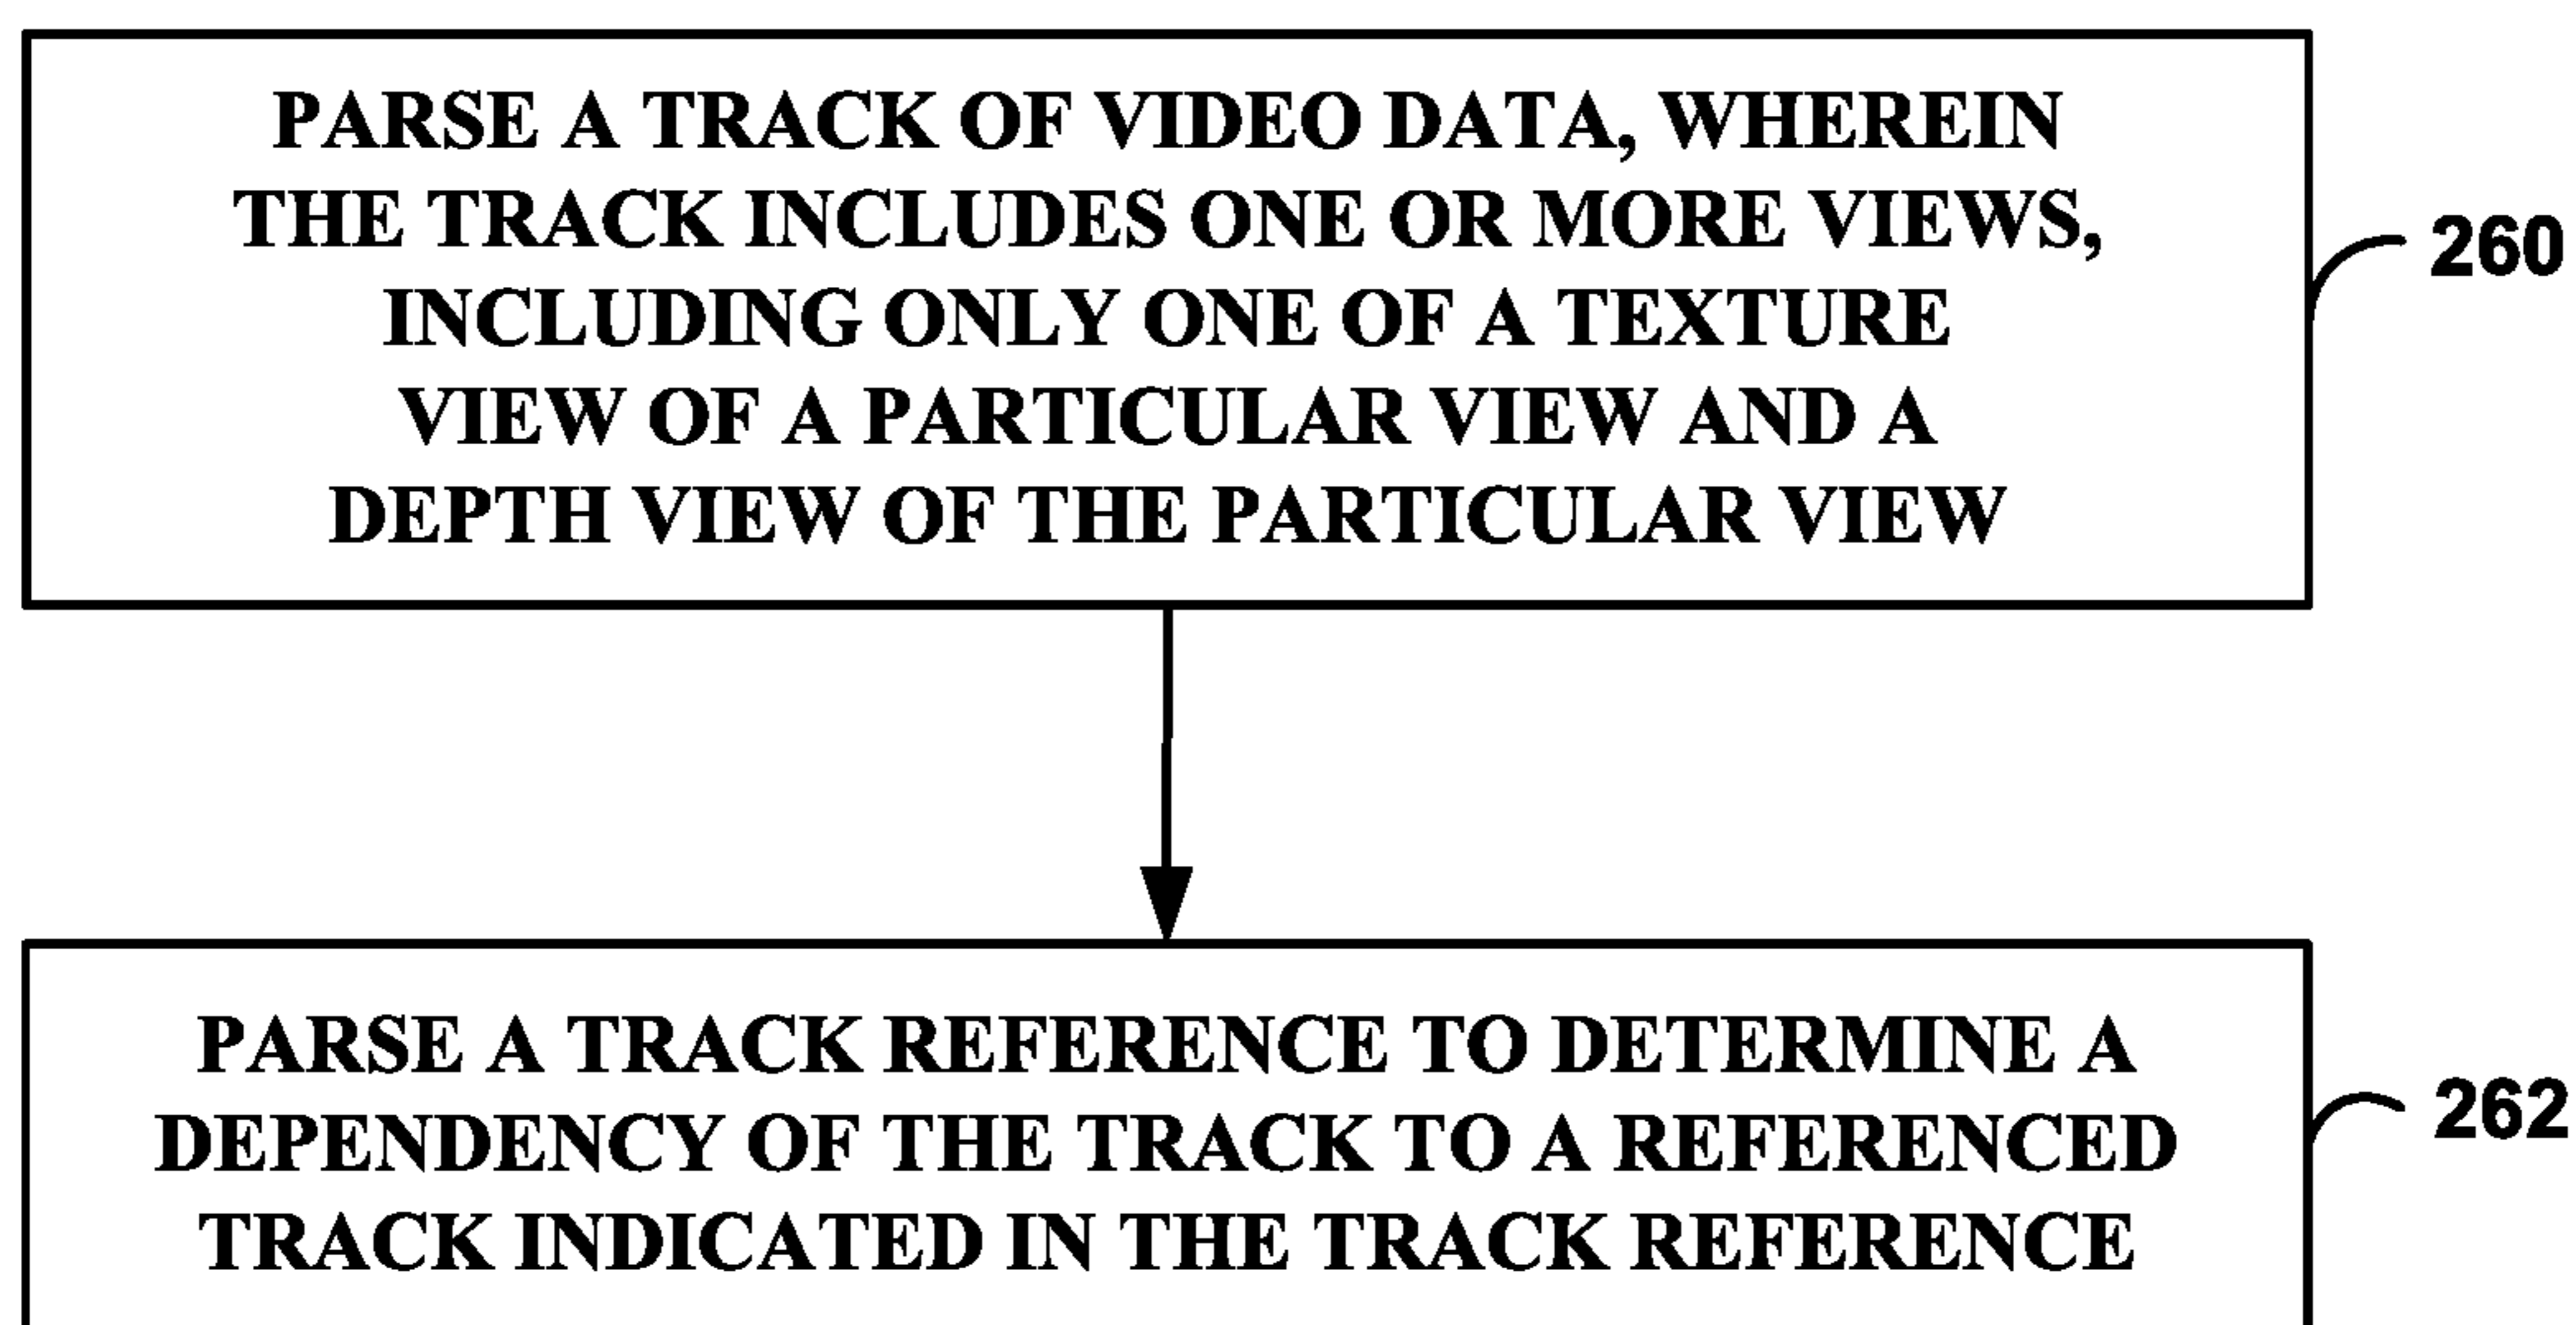 PARSE A TRACK OF VIDEO DATA, WHEREIN
THE TRACK INCLUDES ONE OR MORE VIEWS,
INCLUDING ONLY ONE OF A TEXTURE
VIEW OF A PARTICULAR VIEW AND A
DEPTH VIEW OF THE PARTICULAR VIEW
260
PARSE A TRACK REFERENCE TO DETERMINE A
DEPENDENCY OF THE TRACK TO A REFERENCED
TRACK INDICATED IN THE TRACK REFERENCE
262